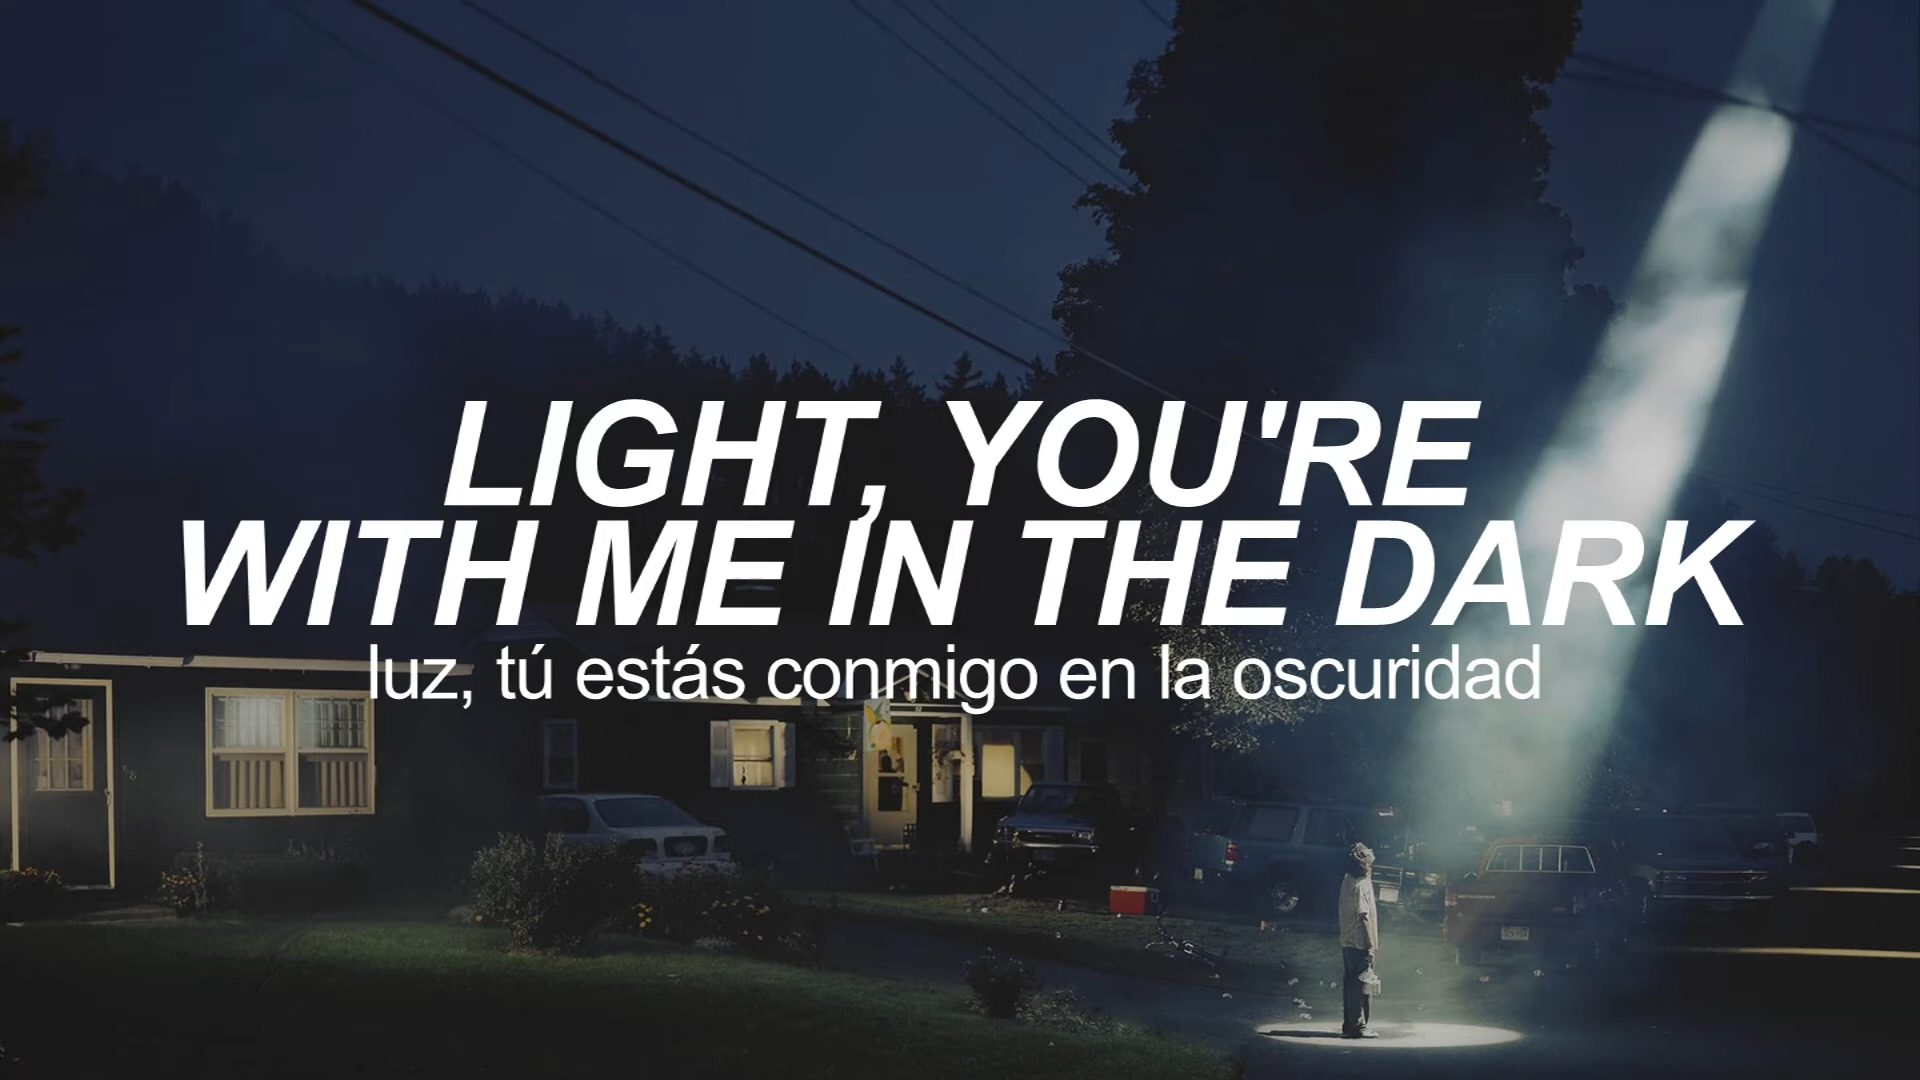 LIGHT, YOU'RE
WITH ME IN THE DARK
luz, tú estás conmigo en la oscuridad